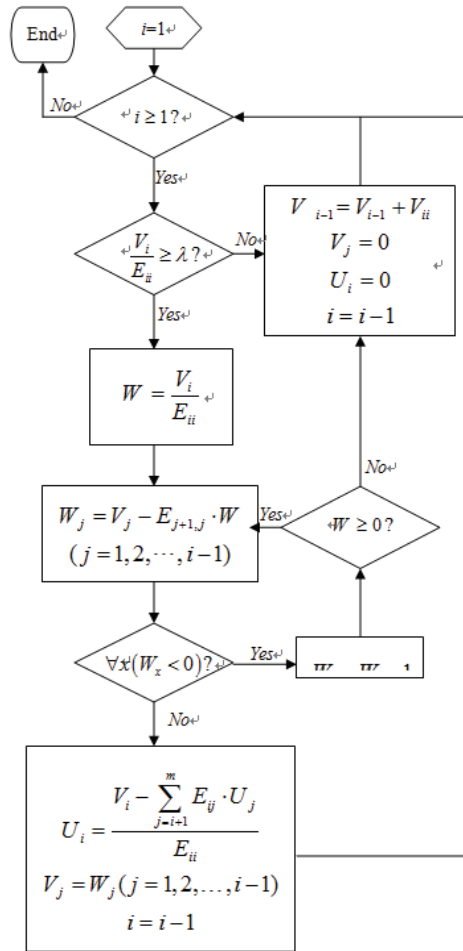 End↵
i=1↵
No↵
↵ i ≥ 1?↵
Yes↵
↵ V_i / E_ii ≥ λ?↵
No↵
V_{i−1} = V_{i−1} + V_ii
V_j = 0
U_i = 0
i = i − 1
↵
Yes↵
W = V_i / E_ii ↵
No↵
W_j = V_j − E_{j+1,j} · W
(j = 1, 2, ⋯, i − 1)
Yes↵
↵W ≥ 0?
∀x(W_x < 0)?↵
Yes↵
No↵
U_i = (V_i − ∑_{j=i+1}^{m} E_ij · U_j) / E_ii
V_j = W_j (j = 1, 2, …, i − 1)
i = i − 1